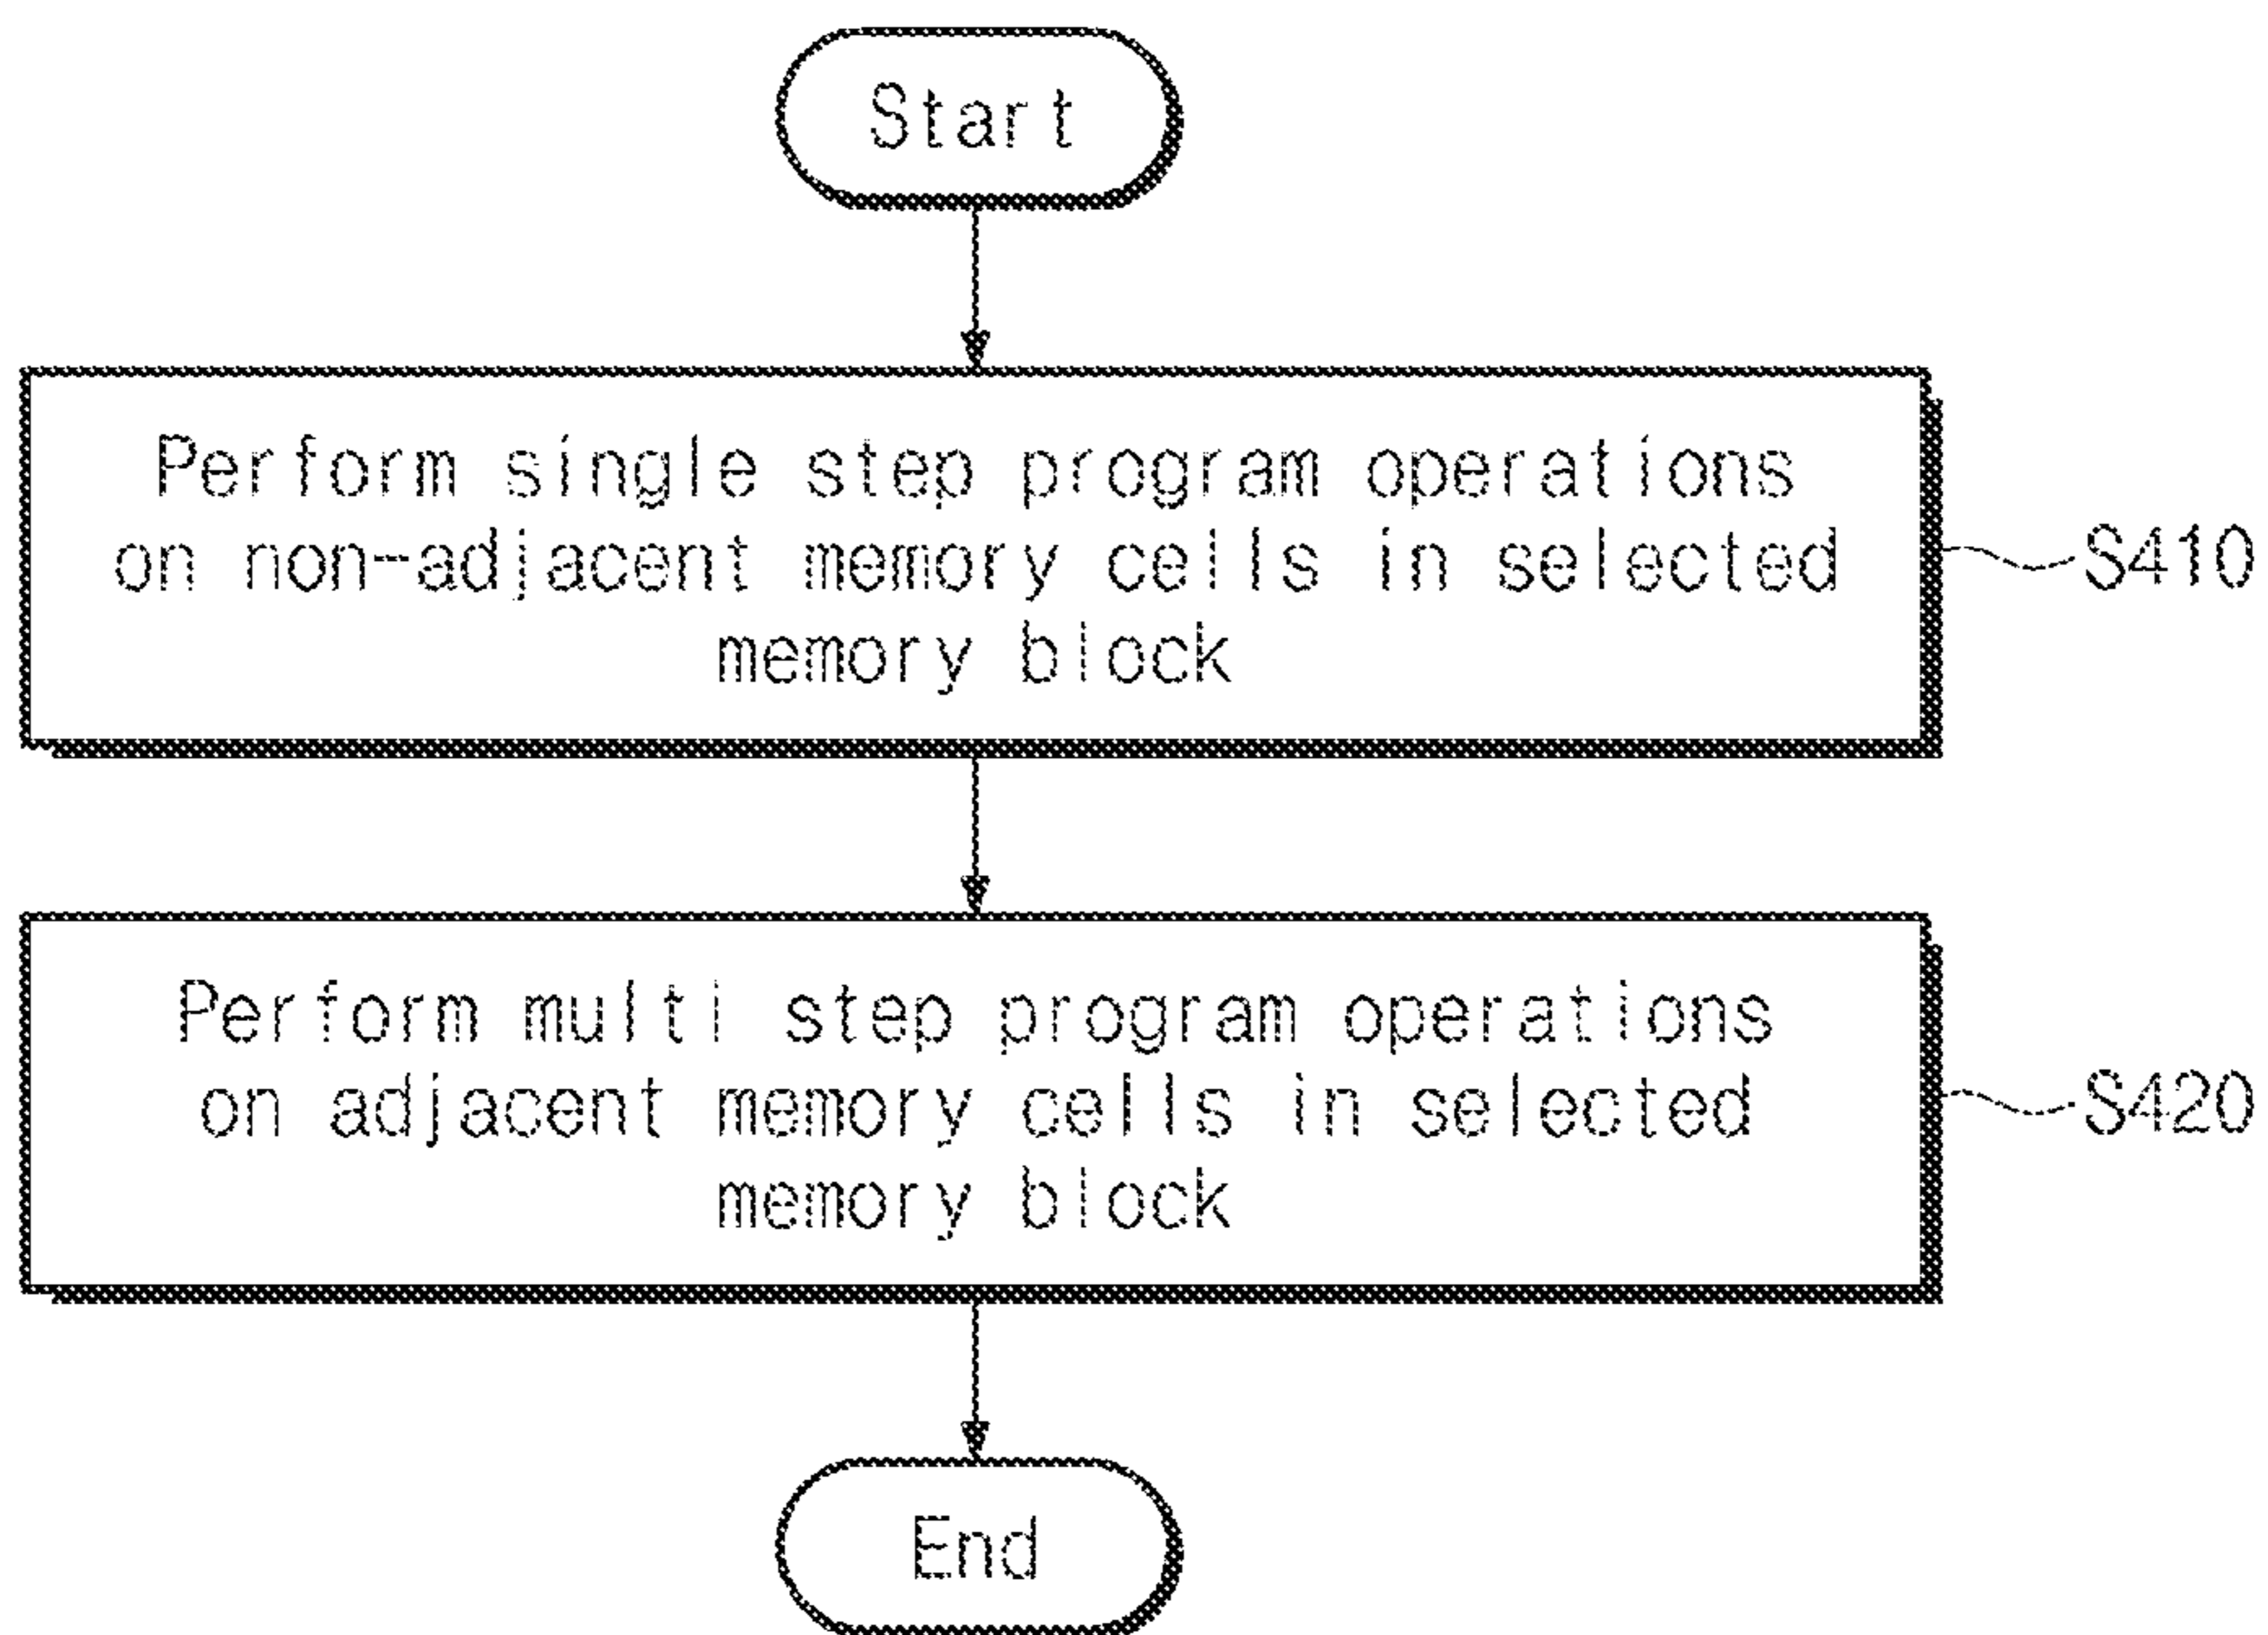 Start
Perform single step program operations
on non-adjacent memory cells in selected
memory block
S410
Perform multi step program operations
on adjacent memory cells in selected
memory block
S420
End